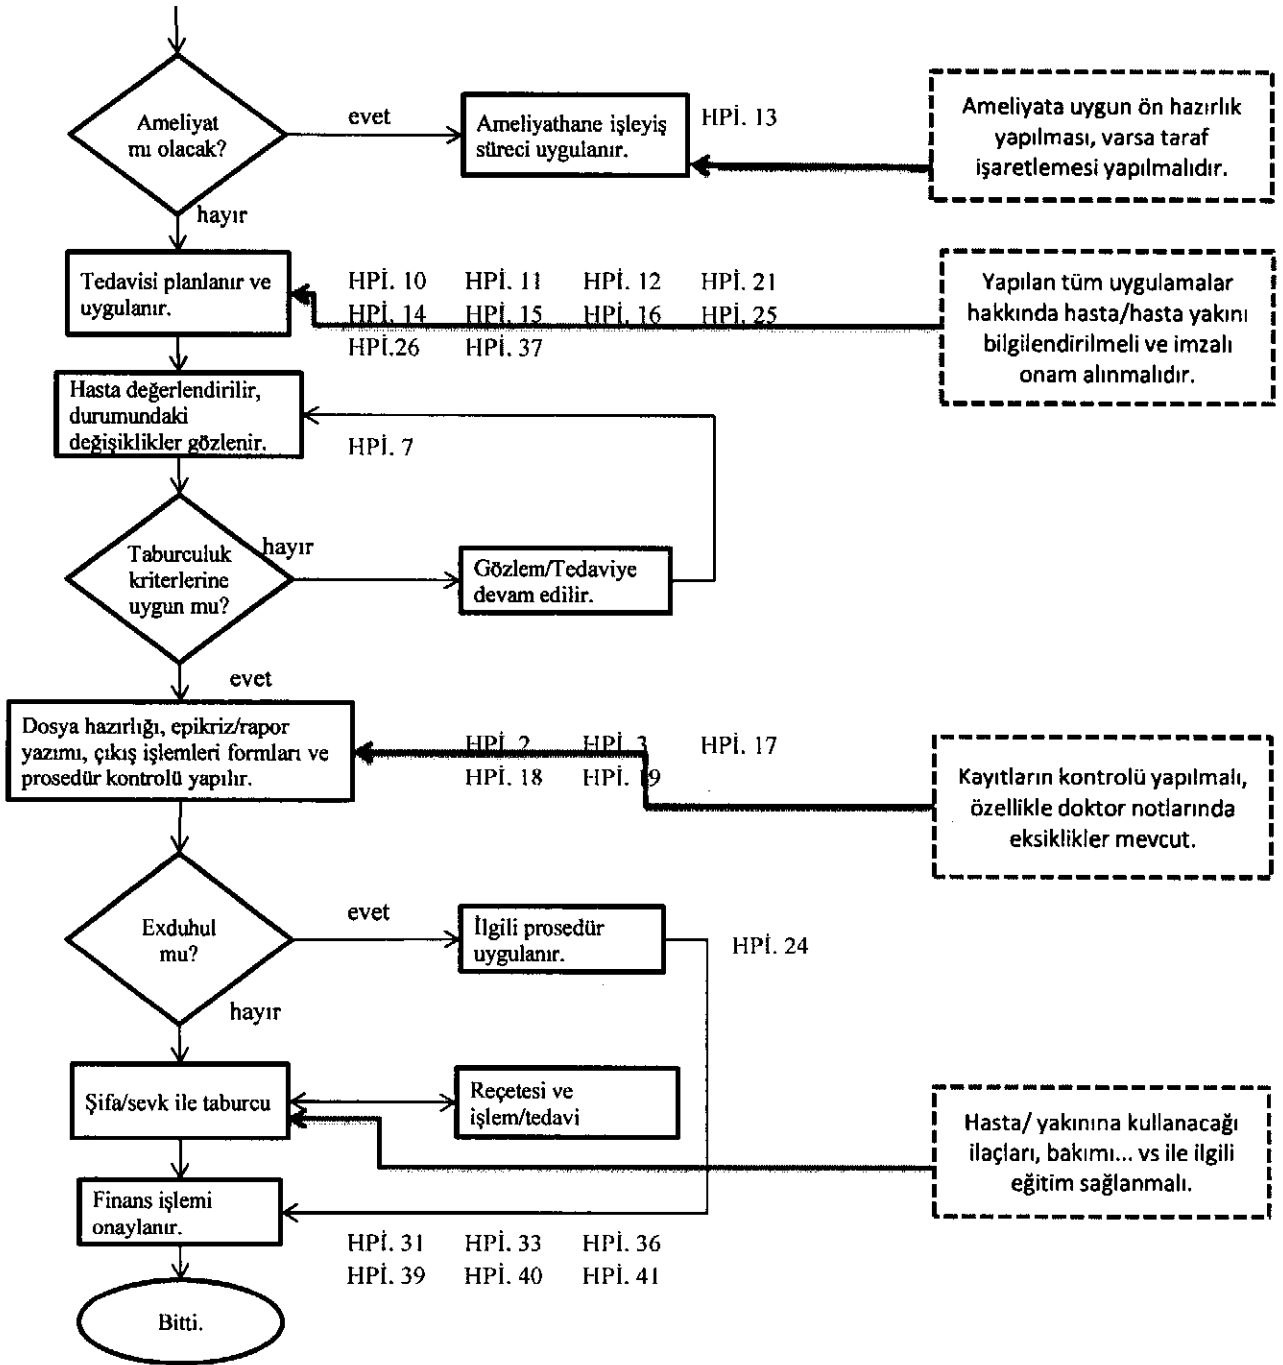 Ameliyat
mı olacak?
evet
Ameliyathane işleyiş
süreci uygulanır.
HPİ. 13
Ameliyata uygun ön hazırlık
yapılması, varsa taraf
işaretlemesi yapılmalıdır.
hayır
Tedavisi planlanır ve
uygulanır.
HPİ. 10 HPİ. 11 HPİ. 12 HPİ. 21
HPİ. 14 HPİ. 15 HPİ. 16 HPİ. 25
HPİ.26 HPİ. 37
Yapılan tüm uygulamalar
hakkında hasta/hasta yakını
bilgilendirilmeli ve imzalı
onam alınmalıdır.
Hasta değerlendirilir,
durumundaki
değişiklikler gözlenir.
HPİ. 7
Taburculuk
kriterlerine
uygun mu?
hayır
Gözlem/Tedaviye
devam edilir.
evet
Dosya hazırlığı, epikriz/rapor
yazımı, çıkış işlemleri formları ve
prosedür kontrolü yapılır.
HPİ. 2 HPİ. 3 HPİ. 17
HPİ. 18 HPİ. 19
Kayıtların kontrolü yapılmalı,
özellikle doktor notlarında
eksiklikler mevcut.
Exduhul
mu?
evet
İlgili prosedür
uygulanır.
HPİ. 24
hayır
Şifa/sevk ile taburcu
Reçetesi ve
işlem/tedavi
Hasta/ yakınına kullanacağı
ilaçları, bakımı... vs ile ilgili
eğitim sağlanmalı.
Finans işlemi
onaylanır.
HPİ. 31 HPİ. 33 HPİ. 36
HPİ. 39 HPİ. 40 HPİ. 41
Bitti.